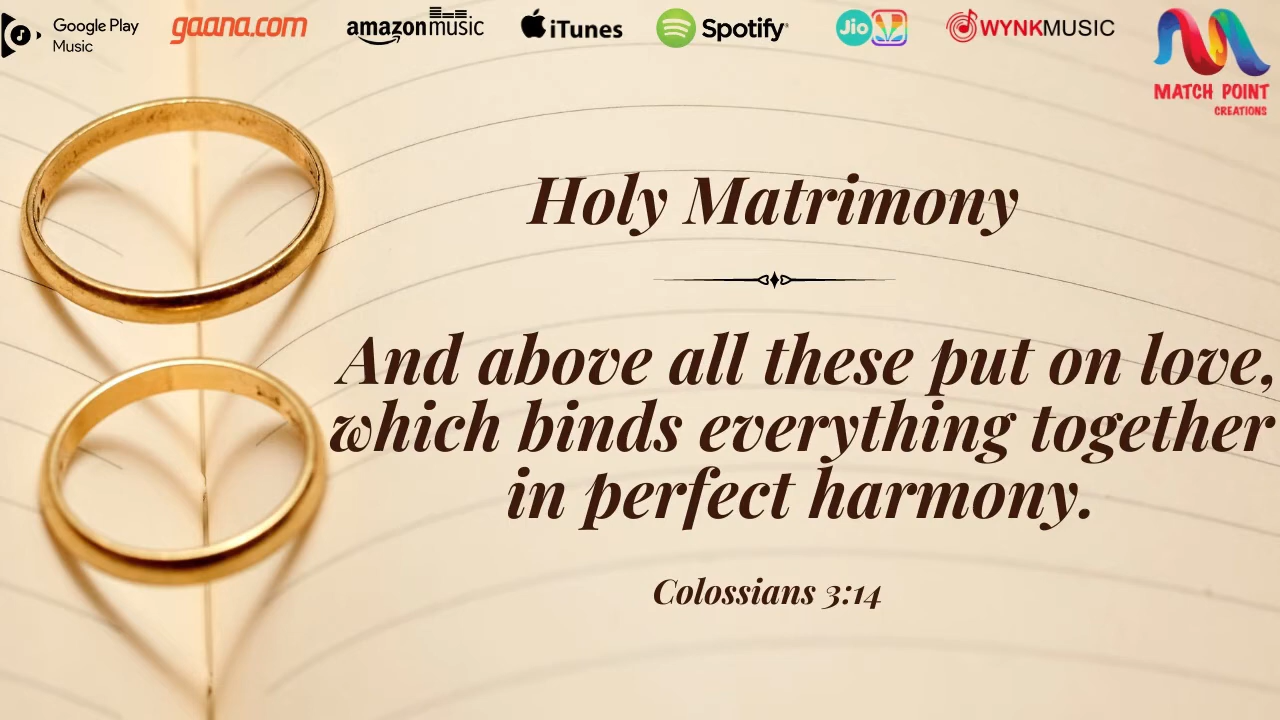 Google Play
Music
gaana.com
amazon music
iTunes
Spotify
Jio
WYNKMUSIC
MATCH POINT
CREATIONS
Holy Matrimony
And above all these put on love,
which binds everything together
in perfect harmony.
Colossians 3:14